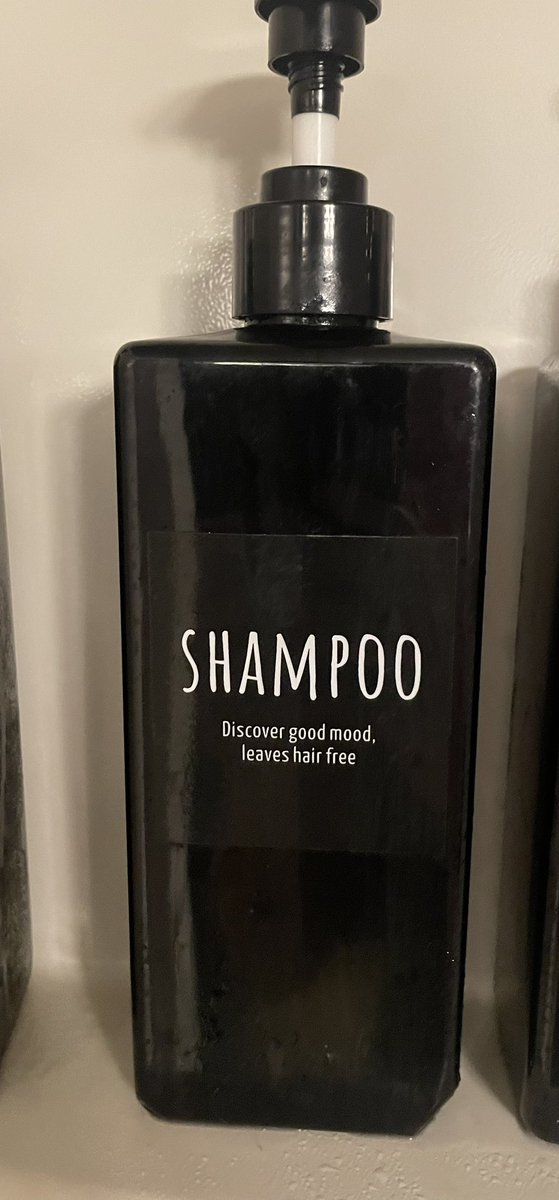 SHAMPOO
Discover good mood,
leaves hair free